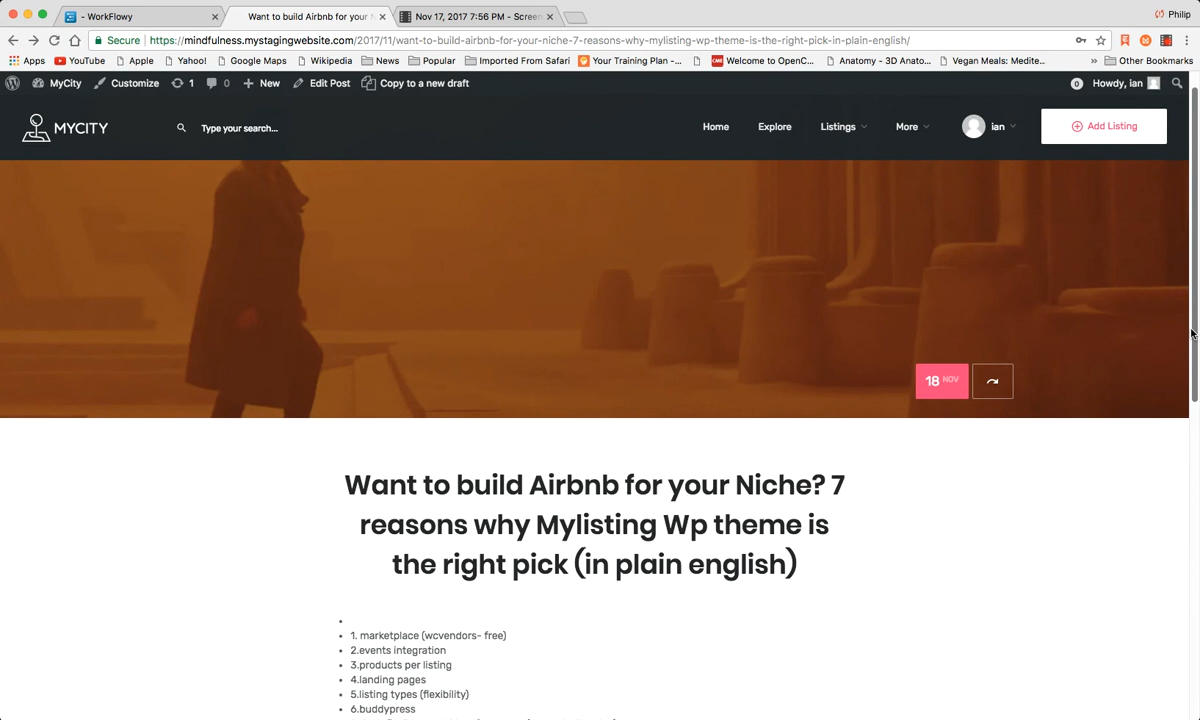 - WorkFlowy
Want to build Airbnb for your N
Nov 17, 2017 7:56 PM - Screen
Philip
Secure
https://mindfulness.mystagingwebsite.com/2017/11/want-to-build-airbnb-for-your-niche-7-reasons-why-mylisting-wp-theme-is-the-right-pick-in-plain-english/
Apps YouTube Apple Yahoo! Google Maps Wikipedia News Popular Imported From Safari Your Training Plan -... Welcome to OpenC... Anatomy - 3D Anato... Vegan Meals: Medite... » Other Bookmarks
MyCity Customize 1 0 New Edit Post Copy to a new draft 0 Howdy, ian
MYCITY Type your search... Home Explore Listings More ian Add Listing
18 NOV
Want to build Airbnb for your Niche? 7
reasons why Mylisting Wp theme is
the right pick (in plain english)
1. marketplace (wcvendors- free)
2.events integration
3.products per listing
4.landing pages
5.listing types (flexibility)
6.buddypress